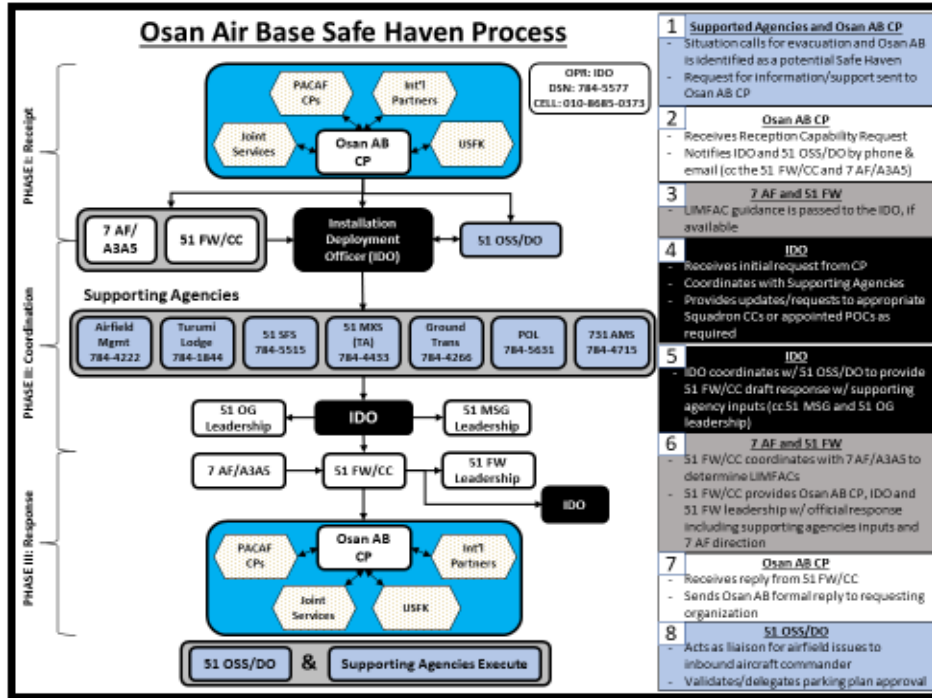 Osan Air Base Safe Haven Process
OPR: IDO
DSN: 784-5577
CELL: 010-8685-0373
PHASE I: Receipt
PACAF
CPs
Int'l
Partners
Joint
Services
Osan AB
CP
USFK
7 AF/
A3A5
51 FW/CC
Installation
Deployment
Officer (IDO)
51 OSS/DO
PHASE II: Coordination
Supporting Agencies
Airfield
Mgmt
784-4222
Turumi
Lodge
784-1844
51 SFS
784-5515
51 MXS
(TA)
784-4453
Ground
Trans
784-4266
POL
784-5631
731 AMS
784-4715
51 OG
Leadership
IDO
51 MSG
Leadership
PHASE III: Response
7 AF/A3A5
51 FW/CC
51 FW
Leadership
IDO
PACAF
CPs
Osan AB
CP
Int'l
Partners
Joint
Services
USFK
51 OSS/DO
&
Supporting Agencies Execute
1
Supported Agencies and Osan AB CP
- Situation calls for evacuation and Osan AB
is identified as a potential Safe Haven
- Request for information/support sent to
Osan AB CP
2
Osan AB CP
- Receives Reception Capability Request
- Notifies IDO and 51 OSS/DO by phone &
email (cc the 51 FW/CC and 7 AF/A3A5)
3
7 AF and 51 FW
- LIMFAC guidance is passed to the IDO, if
available
4
IDO
- Receives initial request from CP
- Coordinates with Supporting Agencies
- Provides updates/requests to appropriate
Squadron CCs or appointed POCs as
required
5
IDO
- IDO coordinates w/ 51 OSS/DO to provide
51 FW/CC draft response w/ supporting
agency inputs (cc 51 MSG and 51 OG
leadership)
6
7 AF and 51 FW
- 51 FW/CC coordinates with 7 AF/A3A5 to
determine LIMFACs
- 51 FW/CC provides Osan AB CP, IDO and
51 FW leadership w/ official response
including supporting agencies inputs and
7 AF direction
7
Osan AB CP
- Receives reply from 51 FW/CC
- Sends Osan AB formal reply to requesting
organization
8
51 OSS/DO
- Acts as liaison for airfield issues to
inbound aircraft commander
- Validates/delegates parking plan approval